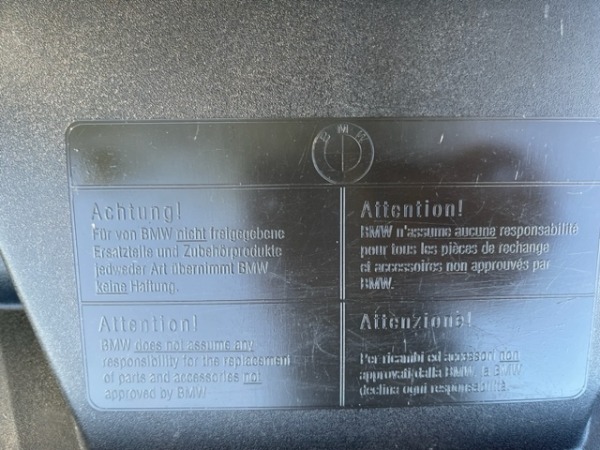 BMW
Achtung!
Für von BMW nicht freigegebene
Ersatzteile und Zubehörprodukte
jedweder Art übernimmt BMW
keine Haftung.
Attention!
BMW n'assume aucune responsabilité
pour tous les pièces de rechange
et accessoires non approuvés par
BMW.
Attention!
BMW does not assume any
responsibility for the replacement
of parts and accessories not
approved by BMW
Attenzione!
Per ricambi ed accessori non
approvati dalla BMW, la BMW
declina ogni responsabilità.